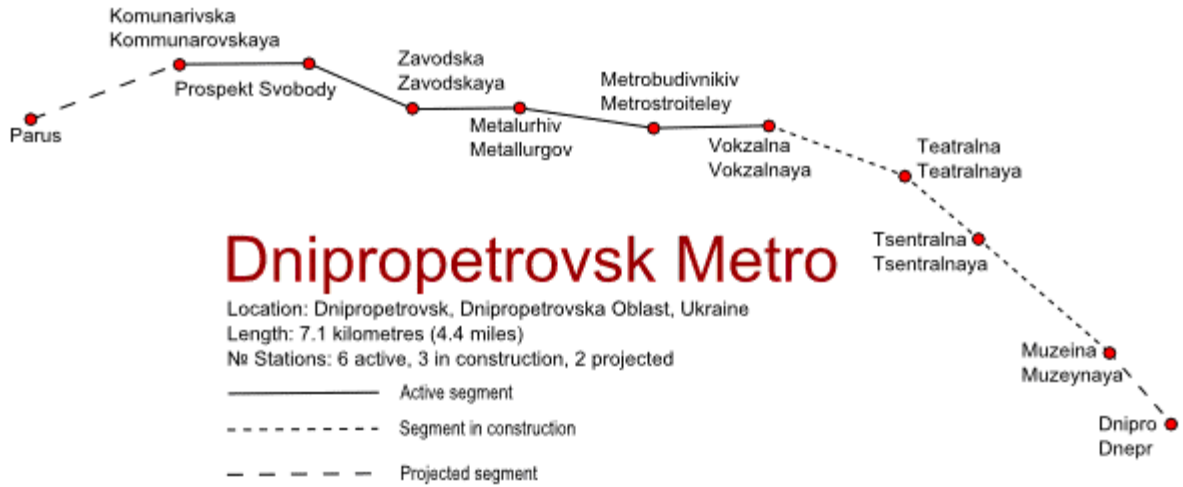 Komunarivska
Kommunarovskaya
Prospekt Svobody
Parus
Zavodska
Zavodskaya
Metalurhiv
Metallurgov
Metrobudivnikiv
Metrostroiteley
Vokzalna
Vokzalnaya
Teatralna
Teatralnaya
Tsentralna
Tsentralnaya
Muzeina
Muzeynaya
Dnipro
Dnepr
Dnipropetrovsk Metro
Location: Dnipropetrovsk, Dnipropetrovska Oblast, Ukraine
Length: 7.1 kilometres (4.4 miles)
№ Stations: 6 active, 3 in construction, 2 projected
Active segment
Segment in construction
Projected segment